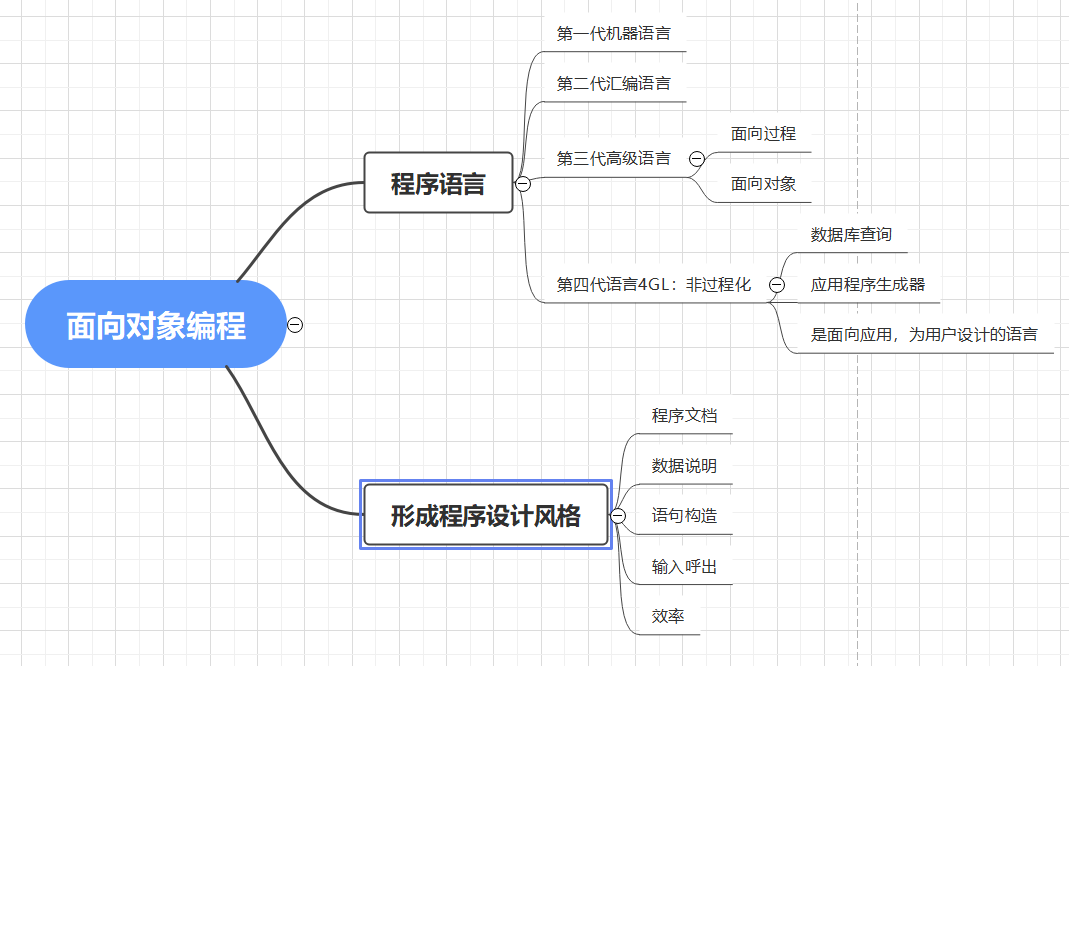 面向对象编程
程序语言
第一代机器语言
第二代汇编语言
第三代高级语言
面向过程
面向对象
第四代语言4GL：非过程化
数据库查询
应用程序生成器
是面向应用，为用户设计的语言
形成程序设计风格
程序文档
数据说明
语句构造
输入呼出
效率